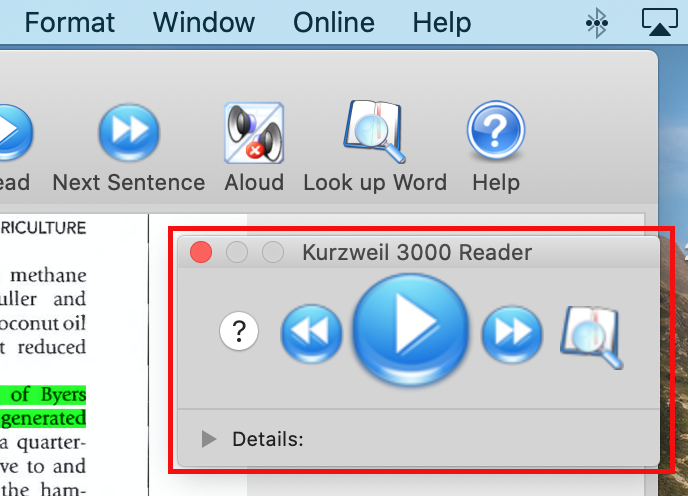 Format Window Online Help
ead Next Sentence Aloud Look up Word Help
RICULTURE
methane
uller and
oconut oil
t reduced
of Byers
generated
a quarter-
ve to and
the ham-
Kurzweil 3000 Reader
?
Details: